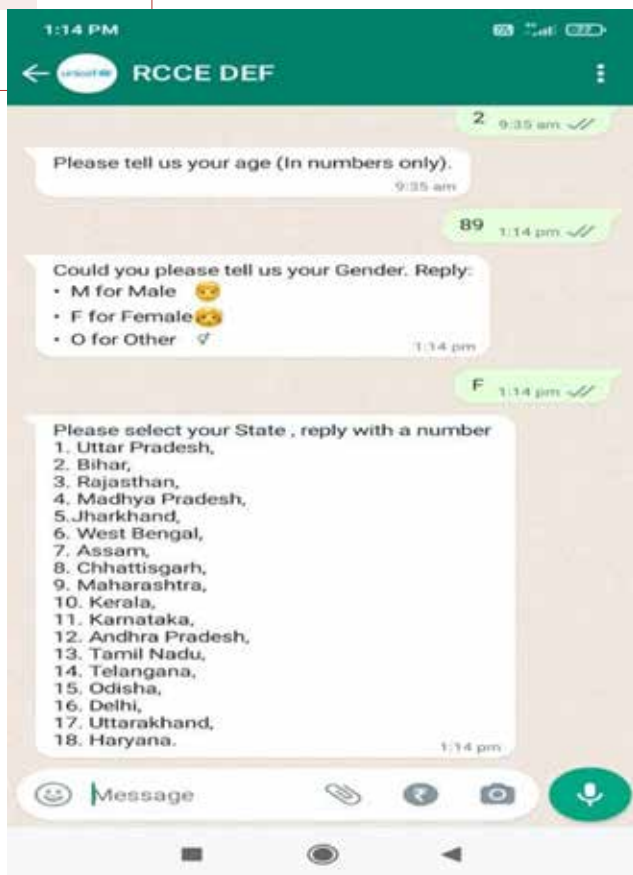 1:14 PM
77
unicef
RCCE DEF
2 9:35 am
Please tell us your age (In numbers only).
9:35 am
89 1:14 pm
Could you please tell us your Gender. Reply:
• M for Male
• F for Female
• O for Other
1:14 pm
F 1:14 pm
Please select your State , reply with a number
1. Uttar Pradesh,
2. Bihar,
3. Rajasthan,
4. Madhya Pradesh,
5.Jharkhand,
6. West Bengal,
7. Assam,
8. Chhattisgarh,
9. Maharashtra,
10. Kerala,
11. Karnataka,
12. Andhra Pradesh,
13. Tamil Nadu,
14. Telangana,
15. Odisha,
16. Delhi,
17. Uttarakhand,
18. Haryana.
1:14 pm
Message
₹